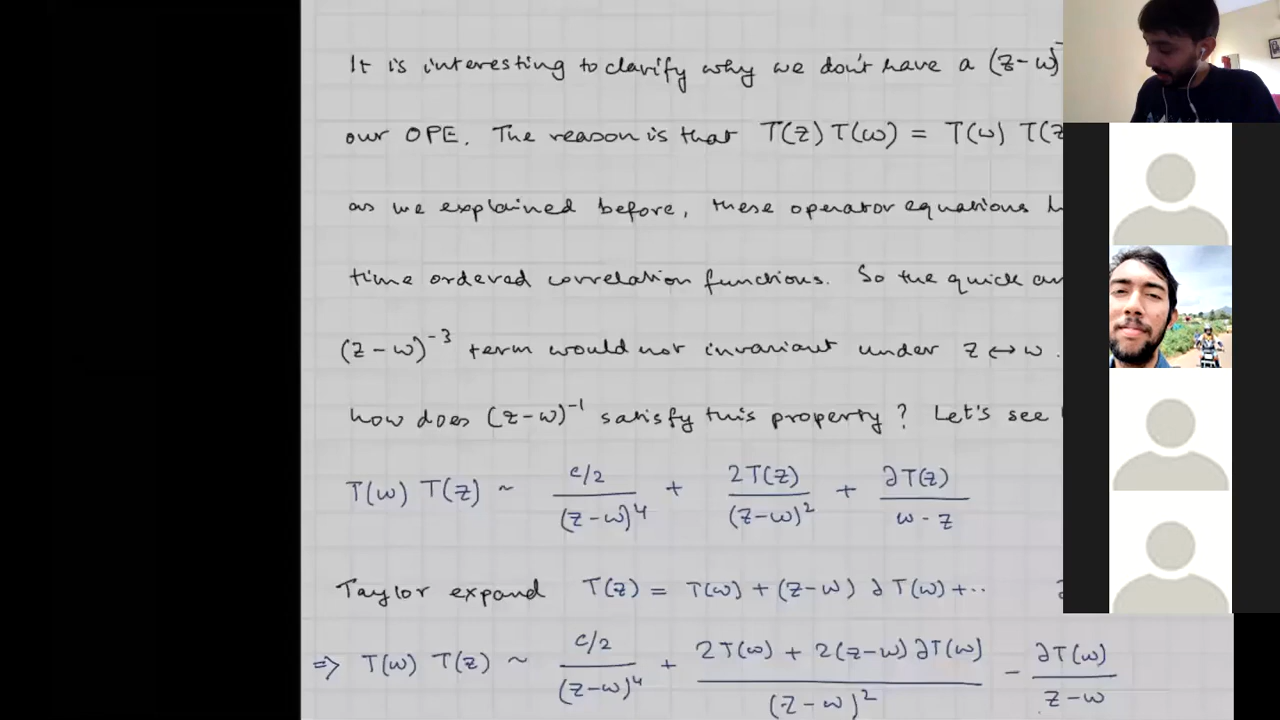 It is interesting to clarify why we don't have a (z-ω)
our OPE. The reason is that T(z) T(ω) = T(ω) T(z
as we explained before, these operator equations h
time ordered correlation functions. So the quick an
(z-ω)⁻³ term would not invariant under z ↔ ω.
how does (z-ω)⁻¹ satisfy this property? Let's see
T(ω) T(z) ~ c/2 / (z-ω)⁴ + 2T(z) / (z-ω)² + ∂T(z) / ω-z
Taylor expand T(z) = T(ω) + (z-ω) ∂T(ω) + ..
⇒ T(ω) T(z) ~ c/2 / (z-ω)⁴ + 2T(ω) + 2(z-ω) ∂T(ω) / (z-ω)² - ∂T(ω) / z-ω